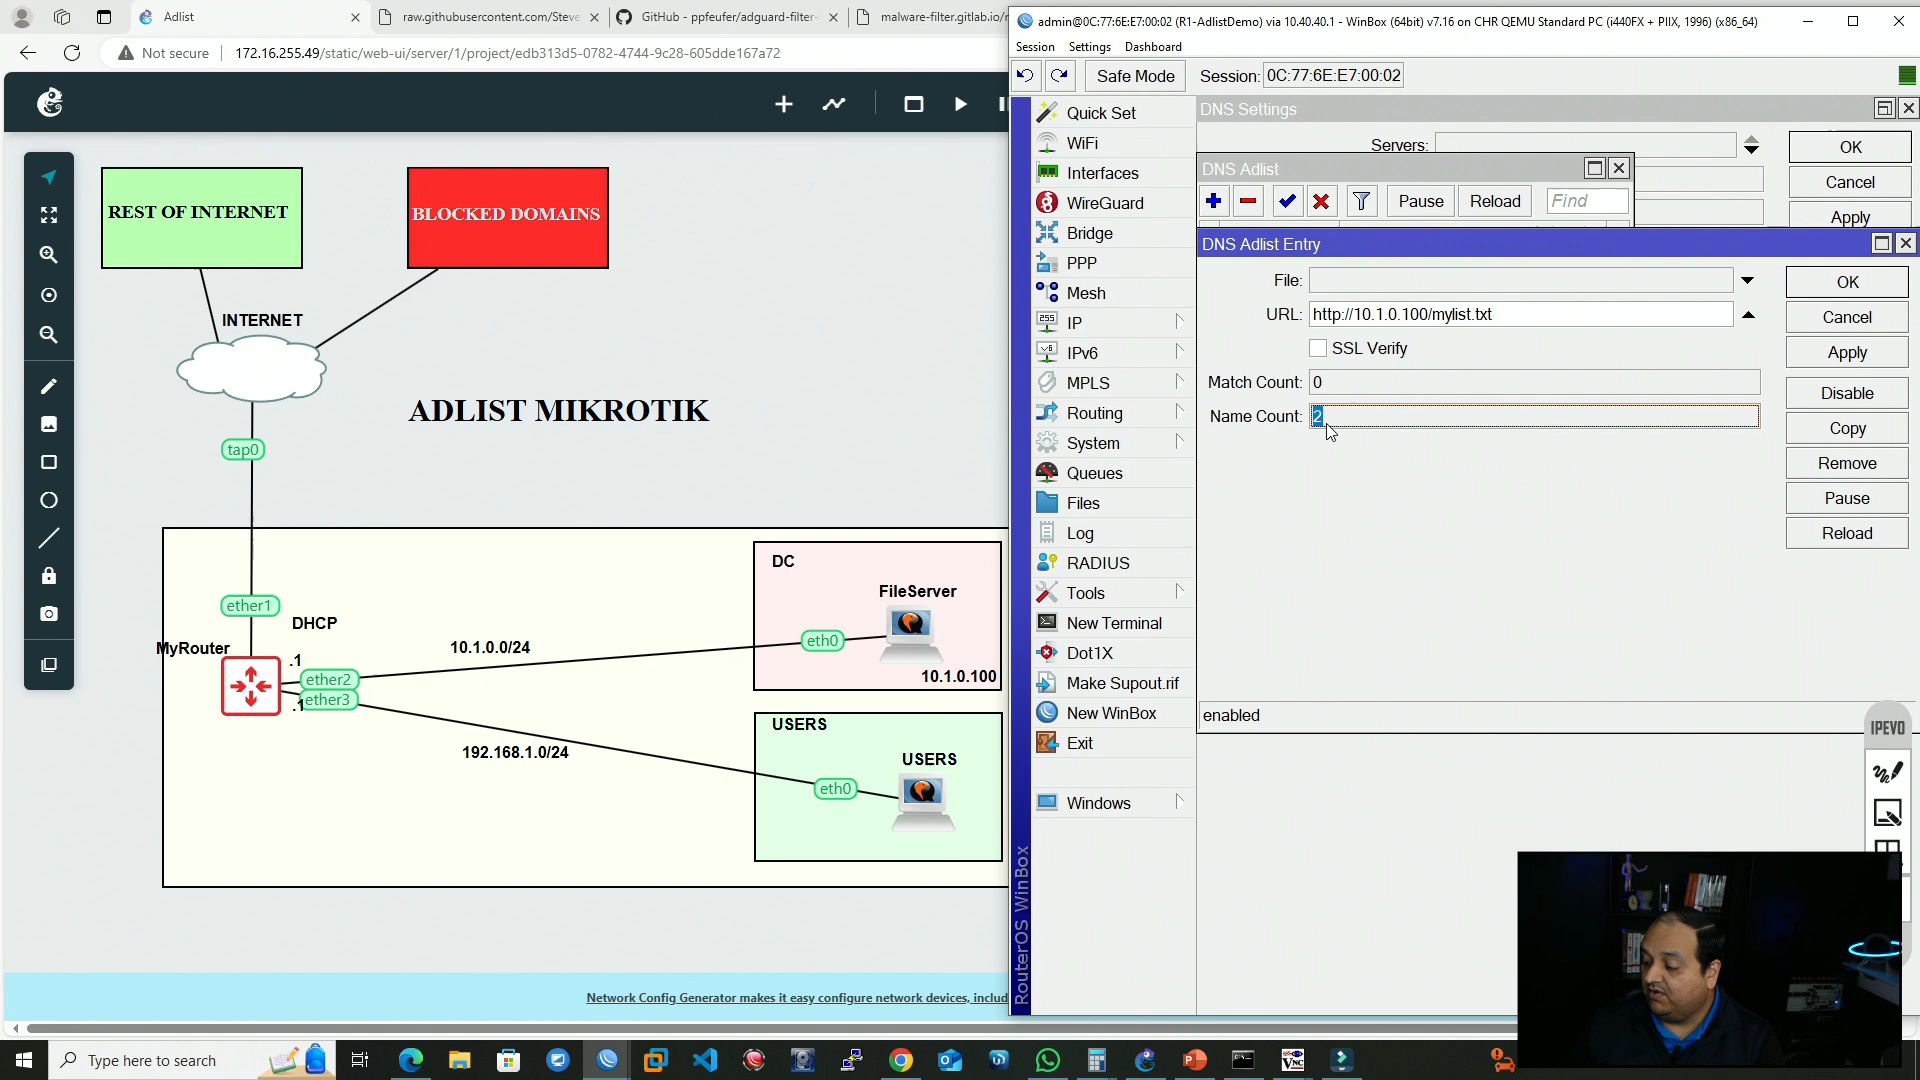 Adlist
raw.githubusercontent.com/Steve
GitHub - ppfeufer/adguard-filter-
malware-filter.gitlab.io/
Not secure
172.16.255.49/static/web-ui/server/1/project/edb313d5-0782-4744-9c28-605dde167a72
REST OF INTERNET
BLOCKED DOMAINS
INTERNET
ADLIST MIKROTIK
tap0
ether1
DHCP
MyRouter
.1
ether2
ether3
.1
10.1.0.0/24
192.168.1.0/24
DC
FileServer
eth0
10.1.0.100
USERS
USERS
eth0
Network Config Generator makes it easy configure network devices, includ
admin@0C:77:6E:E7:00:02 (R1-AdlistDemo) via 10.40.40.1 - WinBox (64bit) v7.16 on CHR QEMU Standard PC (i440FX + PIIX, 1996) (x86_64)
Session Settings Dashboard
Safe Mode
Session: 0C:77:6E:E7:00:02
Quick Set
WiFi
Interfaces
WireGuard
Bridge
PPP
Mesh
IP
IPv6
MPLS
Routing
System
Queues
Files
Log
RADIUS
Tools
New Terminal
Dot1X
Make Supout.rif
New WinBox
Exit
Windows
RouterOS WinBox
DNS Settings
Servers:
OK
Cancel
Apply
DNS Adlist
Pause
Reload
Find
DNS Adlist Entry
File:
URL: http://10.1.0.100/mylist.txt
SSL Verify
Match Count: 0
Name Count: 2
OK
Cancel
Apply
Disable
Copy
Remove
Pause
Reload
enabled
IPEVO
Type here to search